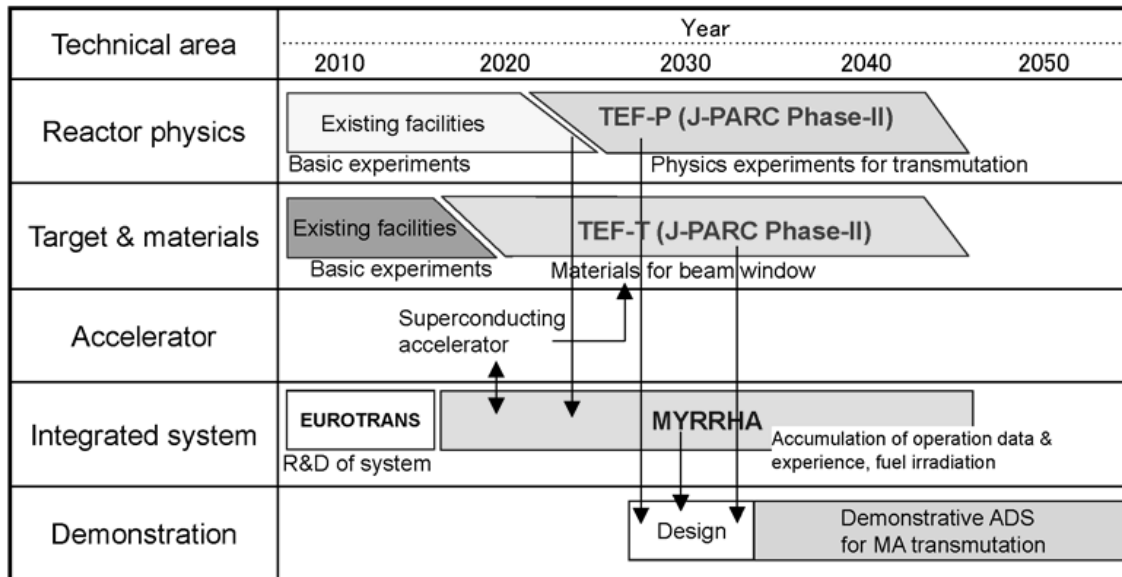 Technical area
Year
2010 2020 2030 2040 2050
Reactor physics
Existing facilities
TEF-P (J-PARC Phase-II)
Basic experiments
Physics experiments for transmutation
Target & materials
Existing facilities
TEF-T (J-PARC Phase-II)
Basic experiments
Materials for beam window
Accelerator
Superconducting
accelerator
Integrated system
EUROTRANS
MYRRHA
R&D of system
Accumulation of operation data &
experience, fuel irradiation
Demonstration
Design
Demonstrative ADS
for MA transmutation